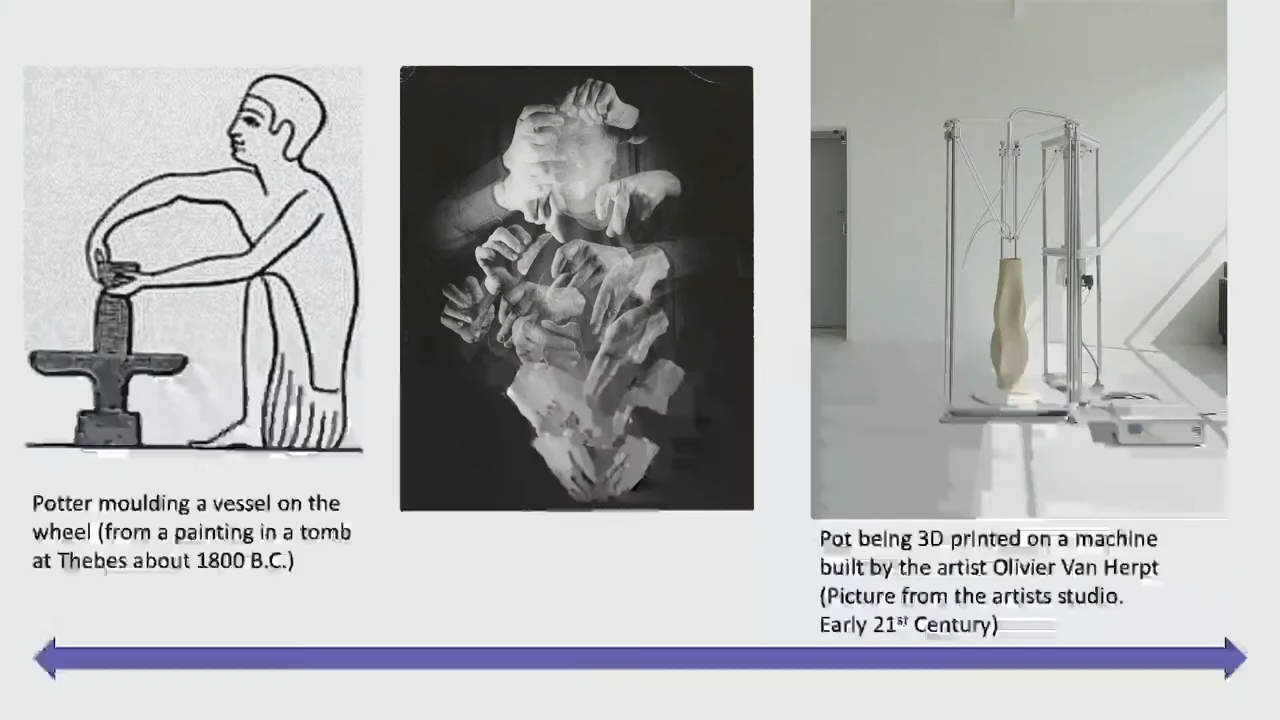 Potter moulding a vessel on the
wheel (from a painting in a tomb
at Thebes about 1800 B.C.)
Pot being 3D printed on a machine
built by the artist Olivier Van Herpt
(Picture from the artists studio.
Early 21st Century)